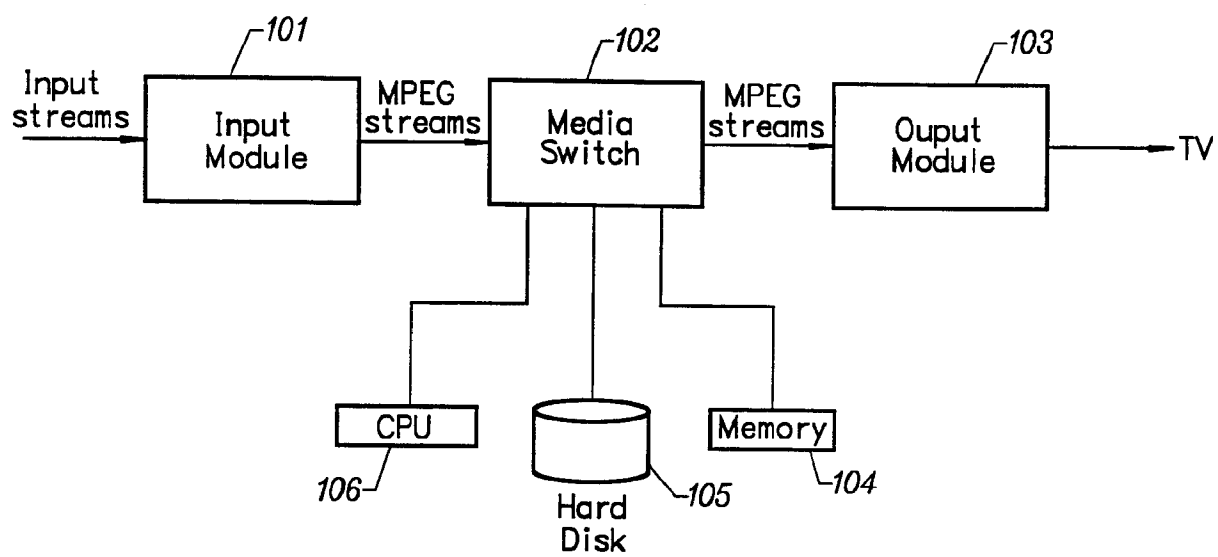 101
102
103
Input
streams
Input
Module
MPEG
streams
Media
Switch
MPEG
streams
Ouput
Module
TV
CPU
Memory
106
105
104
Hard
Disk